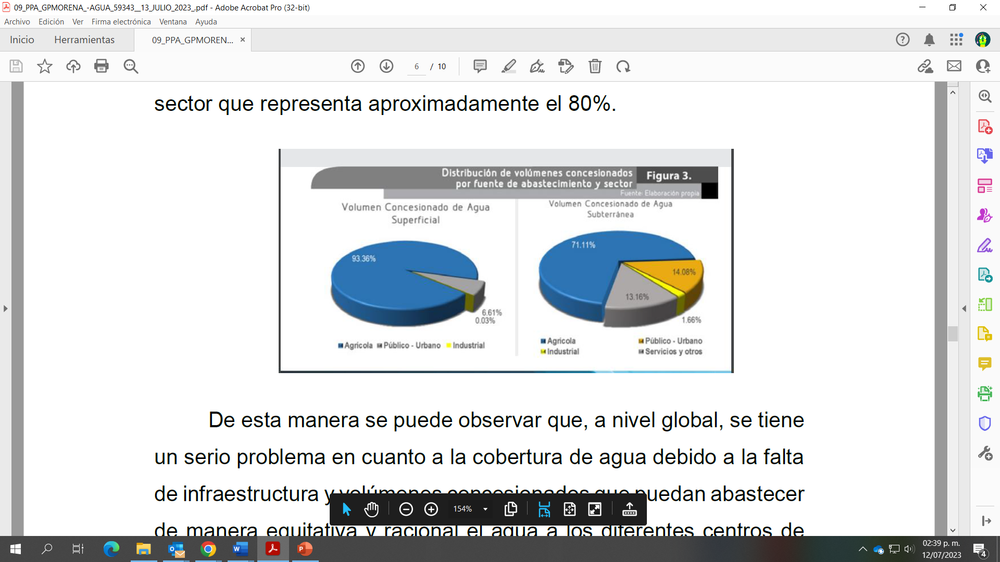 09_PPA_GPMORENA_-AGUA_59343__13_JULIO_2023_.pdf - Adobe Acrobat Pro (32-bit)
Archivo Edición Ver Firma electrónica Ventana Ayuda
Inicio Herramientas 09_PPA_GPMOREN... ×
6 / 10
sector que representa aproximadamente el 80%.
Distribución de volúmenes concesionados
por fuente de abastecimiento y sector
Figura 3.
Fuente: Elaboración propia
Volumen Concesionado de Agua
Superficial
93.36%
6.61%
0.03%
Agrícola Público - Urbano Industrial
Volumen Concesionado de Agua
Subterránea
71.11%
14.08%
13.16%
1.66%
Agrícola Público - Urbano
Industrial Servicios y otros
De esta manera se puede observar que, a nivel global, se tiene
un serio problema en cuanto a la cobertura de agua debido a la falta
de infraestructura y volúmenes concesionados que puedan abastecer
de manera equitativa y racional el agua a los diferentes centros de
154%
02:39 p. m.
12/07/2023
4